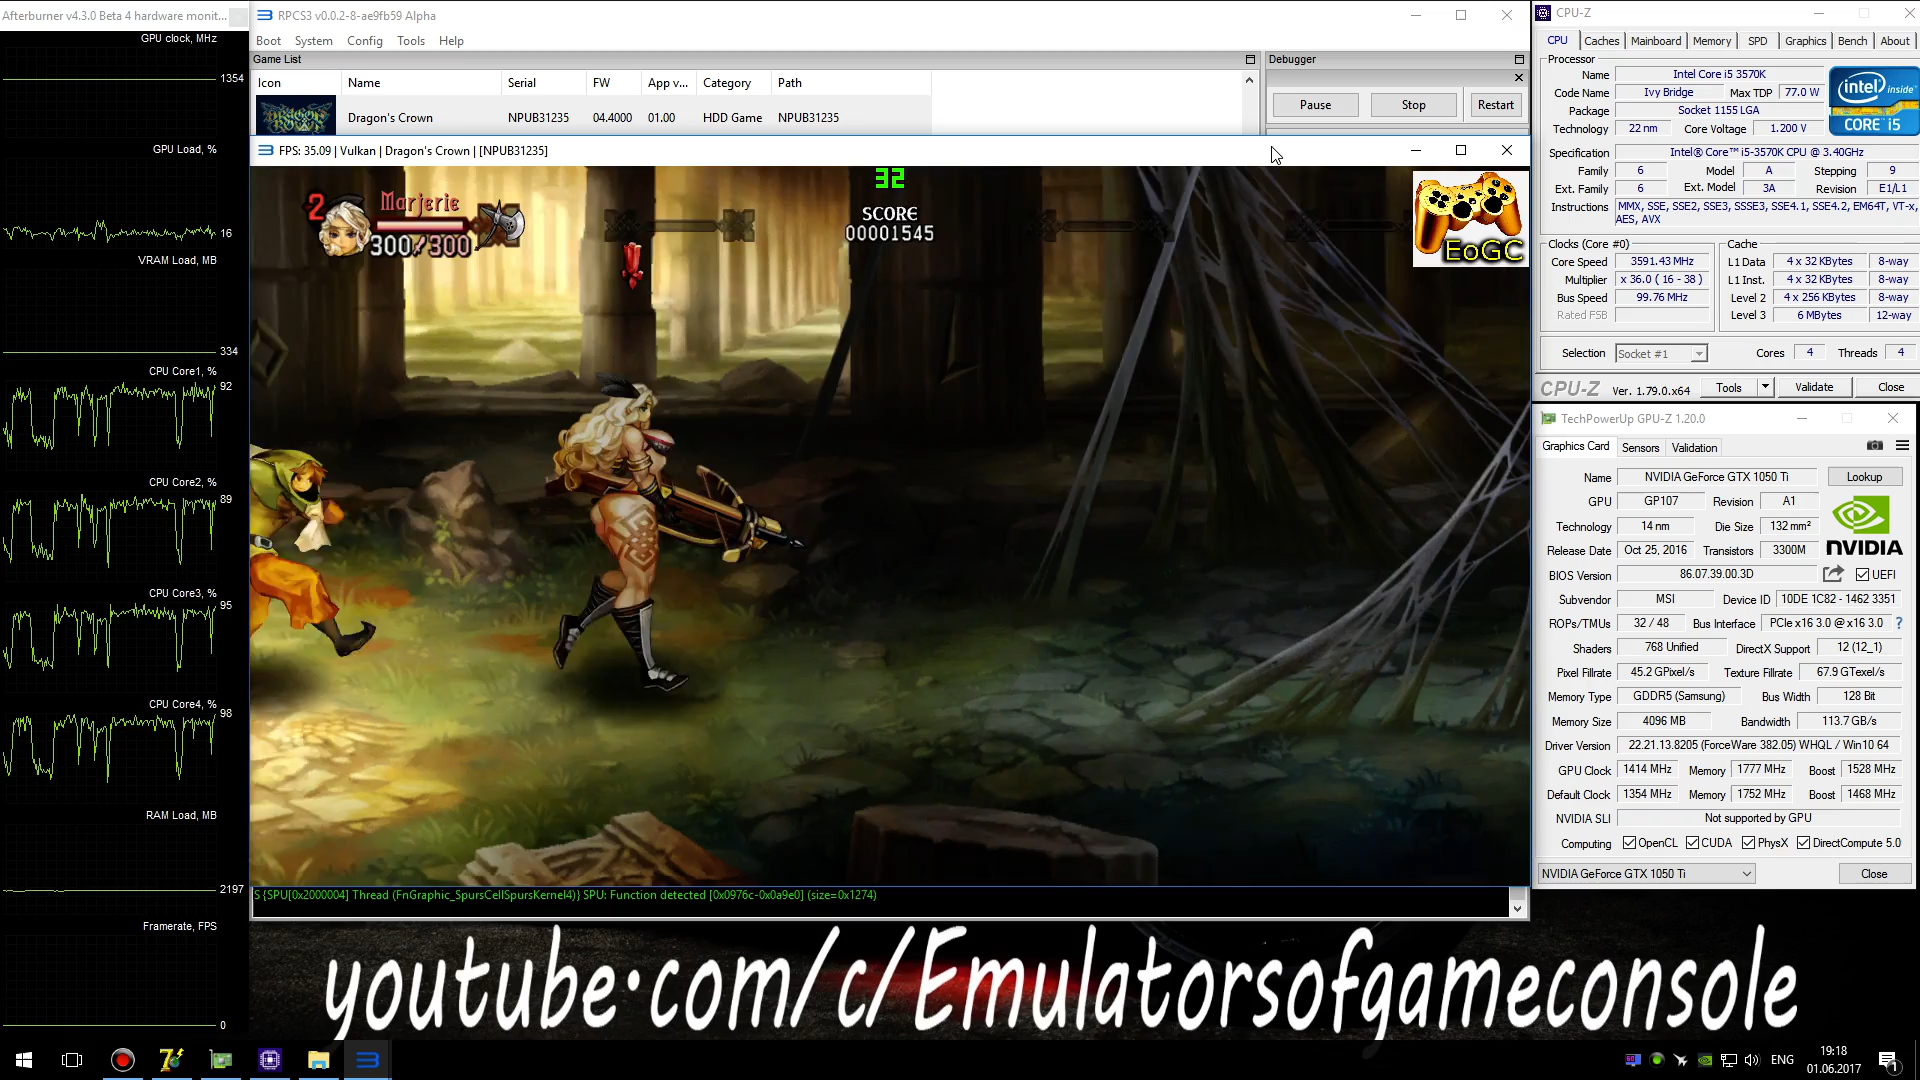 Afterburner v4.3.0 Beta 4 hardware monit...
GPU clock, MHz
1354
GPU Load, %
16
VRAM Load, MB
334
CPU Core1, %
92
CPU Core2, %
89
CPU Core3, %
95
CPU Core4, %
98
RAM Load, MB
2197
Framerate, FPS
0
RPCS3 v0.0.2-8-ae9fb59 Alpha
Boot System Config Tools Help
Game List
Icon Name Serial FW App v... Category Path
DRAGON'S CROWN Dragon's Crown NPUB31235 04.4000 01.00 HDD Game NPUB31235
Debugger
Pause Stop Restart
FPS: 35.09 | Vulkan | Dragon's Crown | [NPUB31235]
32
2 Marjerie
300/300
SCORE
00001545
EoGC
S {SPU[0x2000004] Thread (FnGraphic_SpursCellSpursKernel4)} SPU: Function detected [0x0976c-0x0a9e0] (size=0x1274)
youtube.com/c/Emulatorsofgameconsole
CPU-Z
CPU Caches Mainboard Memory SPD Graphics Bench About
Processor
Name Intel Core i5 3570K
Code Name Ivy Bridge Max TDP 77.0 W
Package Socket 1155 LGA
Technology 22 nm Core Voltage 1.200 V
intel inside
CORE i5
Specification Intel® Core™ i5-3570K CPU @ 3.40GHz
Family 6 Model A Stepping 9
Ext. Family 6 Ext. Model 3A Revision E1/L1
Instructions MMX, SSE, SSE2, SSE3, SSSE3, SSE4.1, SSE4.2, EM64T, VT-x,
AES, AVX
Clocks (Core #0)
Core Speed 3591.43 MHz
Multiplier x 36.0 ( 16 - 38 )
Bus Speed 99.76 MHz
Rated FSB
Cache
L1 Data 4 x 32 KBytes 8-way
L1 Inst. 4 x 32 KBytes 8-way
Level 2 4 x 256 KBytes 8-way
Level 3 6 MBytes 12-way
Selection Socket #1 Cores 4 Threads 4
CPU-Z Ver. 1.79.0.x64 Tools Validate Close
TechPowerUp GPU-Z 1.20.0
Graphics Card Sensors Validation
Name NVIDIA GeForce GTX 1050 Ti Lookup
GPU GP107 Revision A1
Technology 14 nm Die Size 132 mm²
Release Date Oct 25, 2016 Transistors 3300M
NVIDIA
BIOS Version 86.07.39.00.3D UEFI
Subvendor MSI Device ID 10DE 1C82 - 1462 3351
ROPs/TMUs 32 / 48 Bus Interface PCIe x16 3.0 @ x16 3.0 ?
Shaders 768 Unified DirectX Support 12 (12_1)
Pixel Fillrate 45.2 GPixel/s Texture Fillrate 67.9 GTexel/s
Memory Type GDDR5 (Samsung) Bus Width 128 Bit
Memory Size 4096 MB Bandwidth 113.7 GB/s
Driver Version 22.21.13.8205 (ForceWare 382.05) WHQL / Win10 64
GPU Clock 1414 MHz Memory 1777 MHz Boost 1528 MHz
Default Clock 1354 MHz Memory 1752 MHz Boost 1468 MHz
NVIDIA SLI Not supported by GPU
Computing OpenCL CUDA PhysX DirectCompute 5.0
NVIDIA GeForce GTX 1050 Ti Close
ENG
19:18
01.06.2017
1